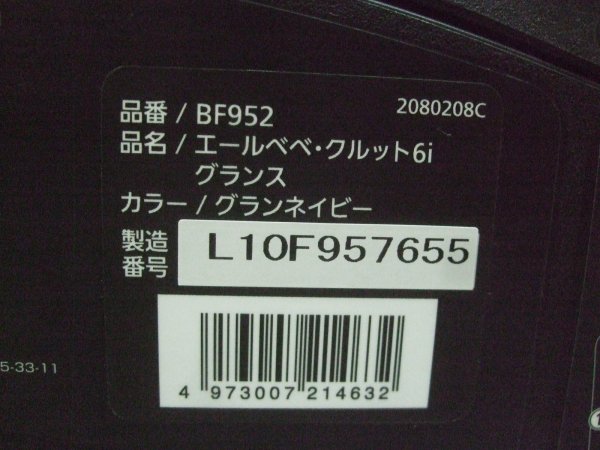 品番 / BF952
2080208C
品名 / エールベベ・クルット6i
グランス
カラー / グランネイビー
製造
番号
L10F957655
4 973007 214632
5-33-11